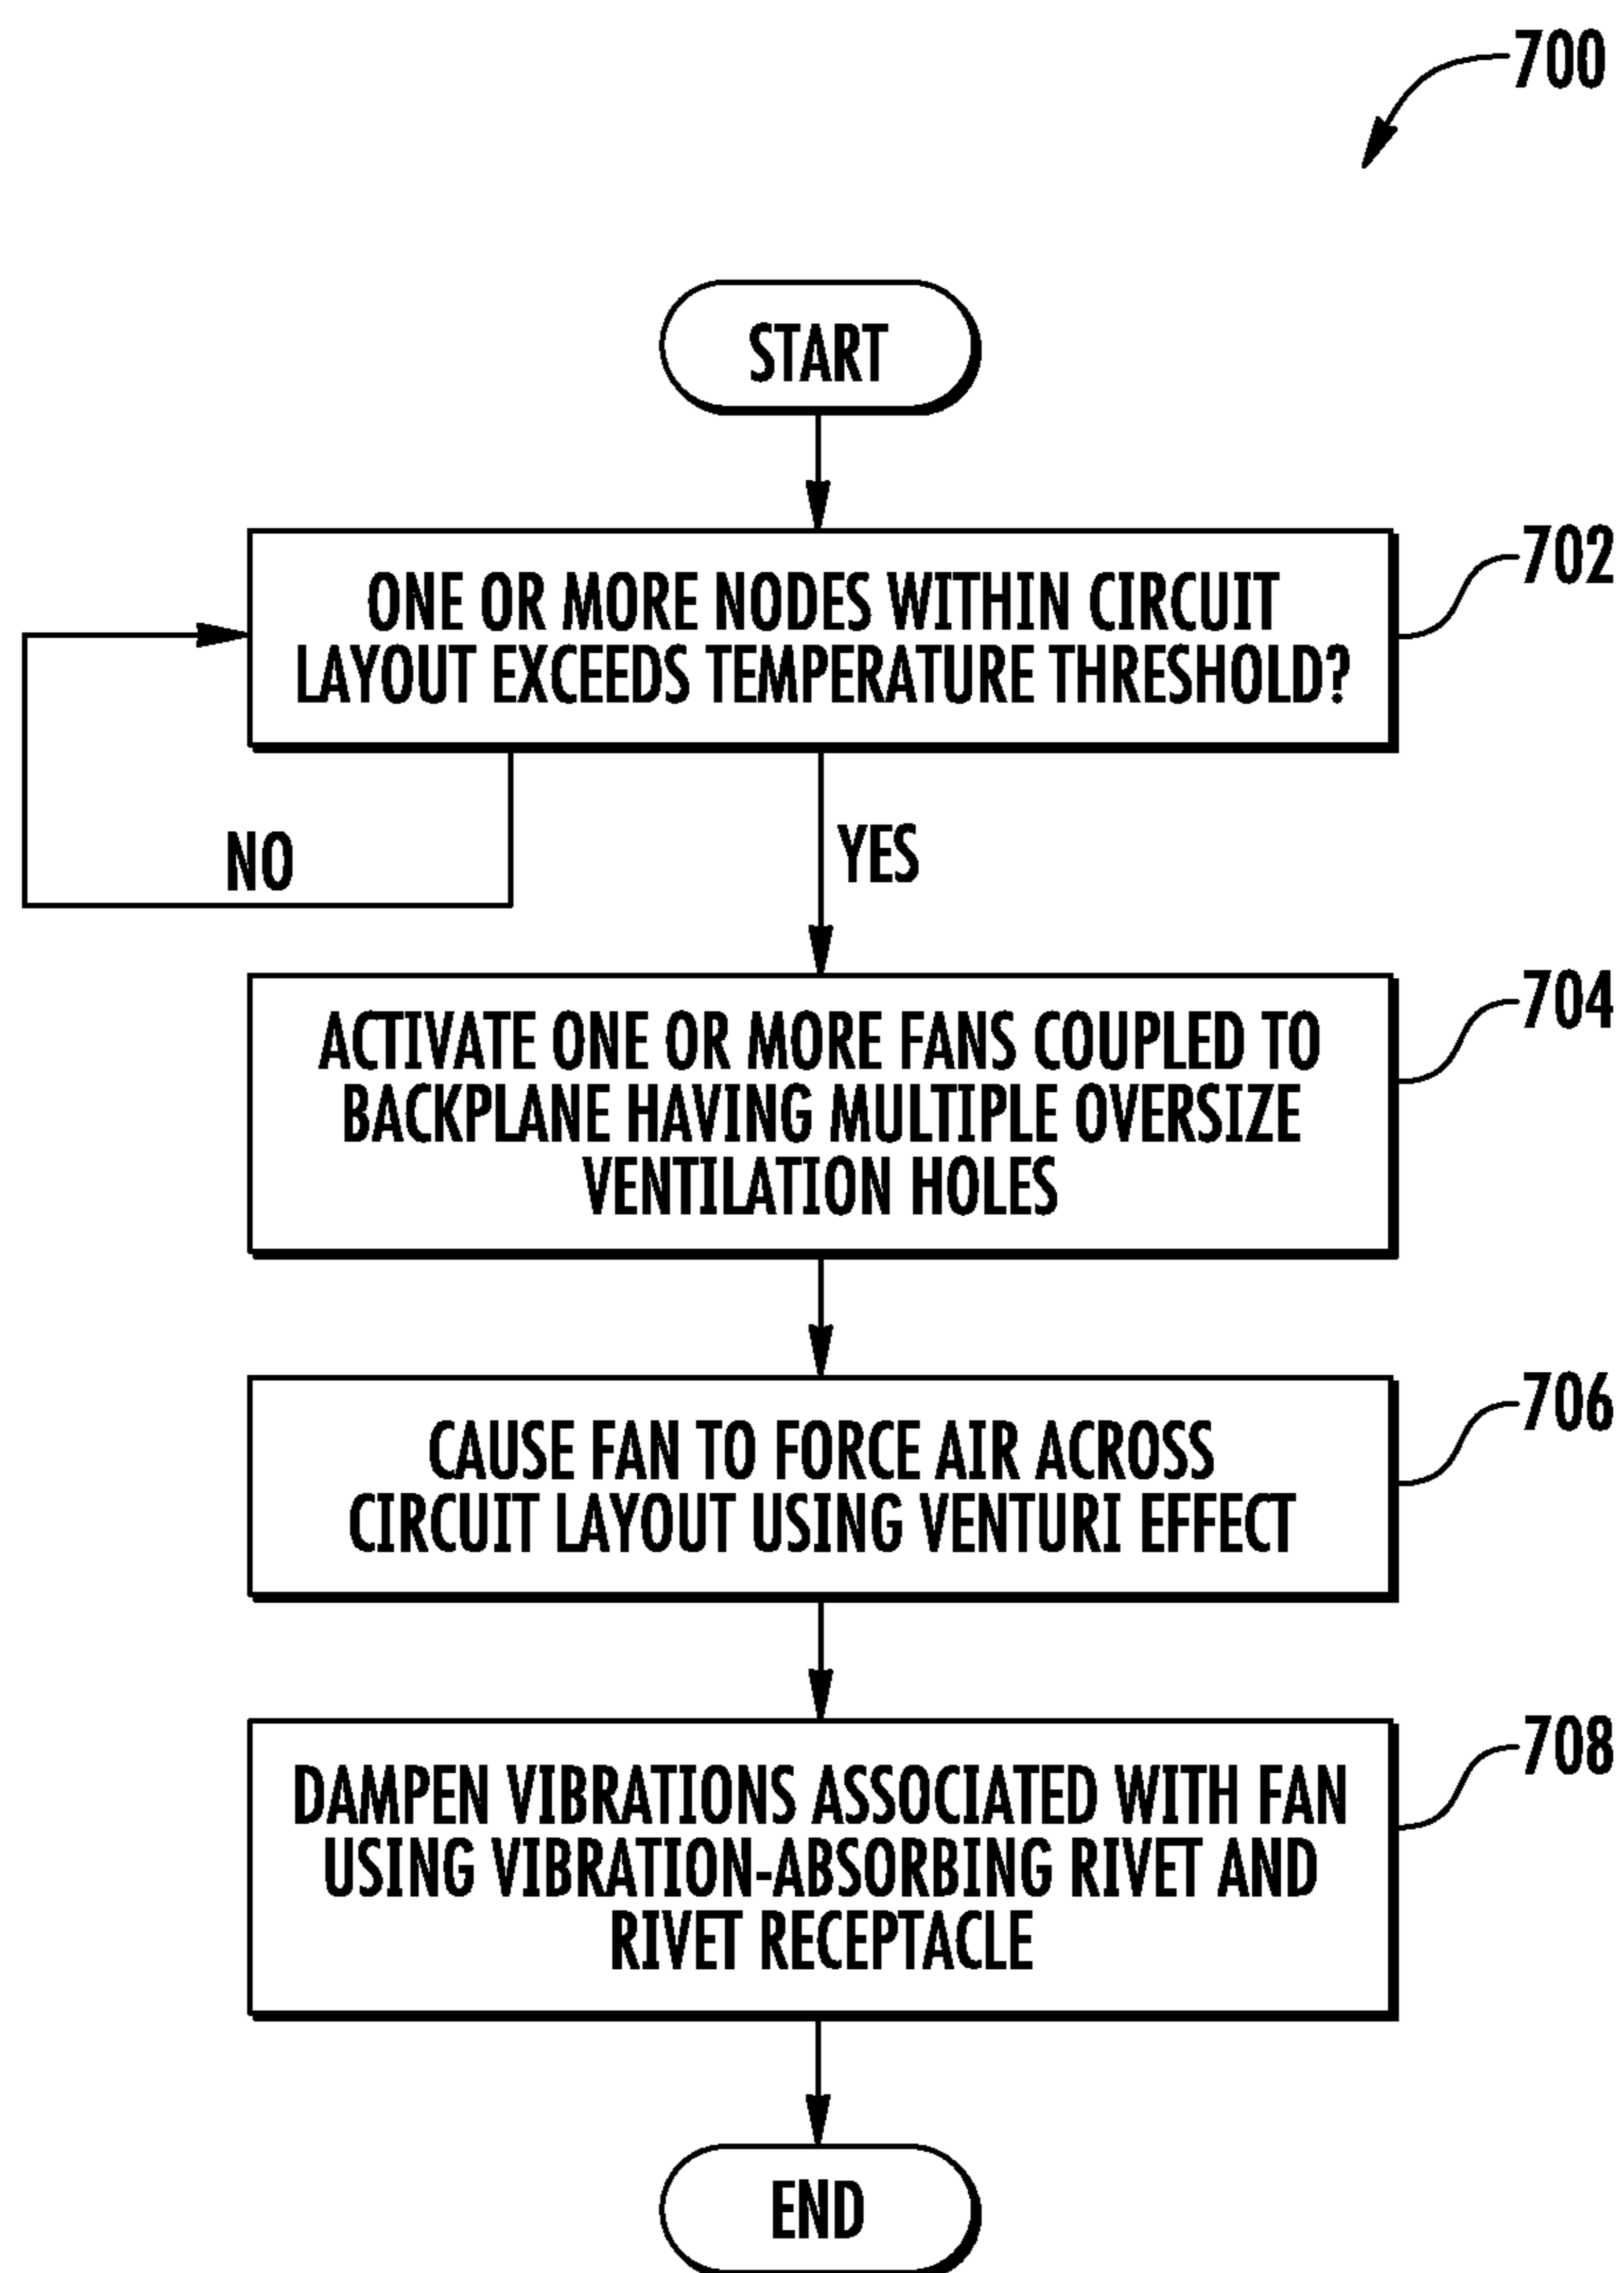 700
START
ONE OR MORE NODES WITHIN CIRCUIT
LAYOUT EXCEEDS TEMPERATURE THRESHOLD?
702
NO
YES
ACTIVATE ONE OR MORE FANS COUPLED TO
BACKPLANE HAVING MULTIPLE OVERSIZE
VENTILATION HOLES
704
CAUSE FAN TO FORCE AIR ACROSS
CIRCUIT LAYOUT USING VENTURI EFFECT
706
DAMPEN VIBRATIONS ASSOCIATED WITH FAN
USING VIBRATION-ABSORBING RIVET AND
RIVET RECEPTACLE
708
END